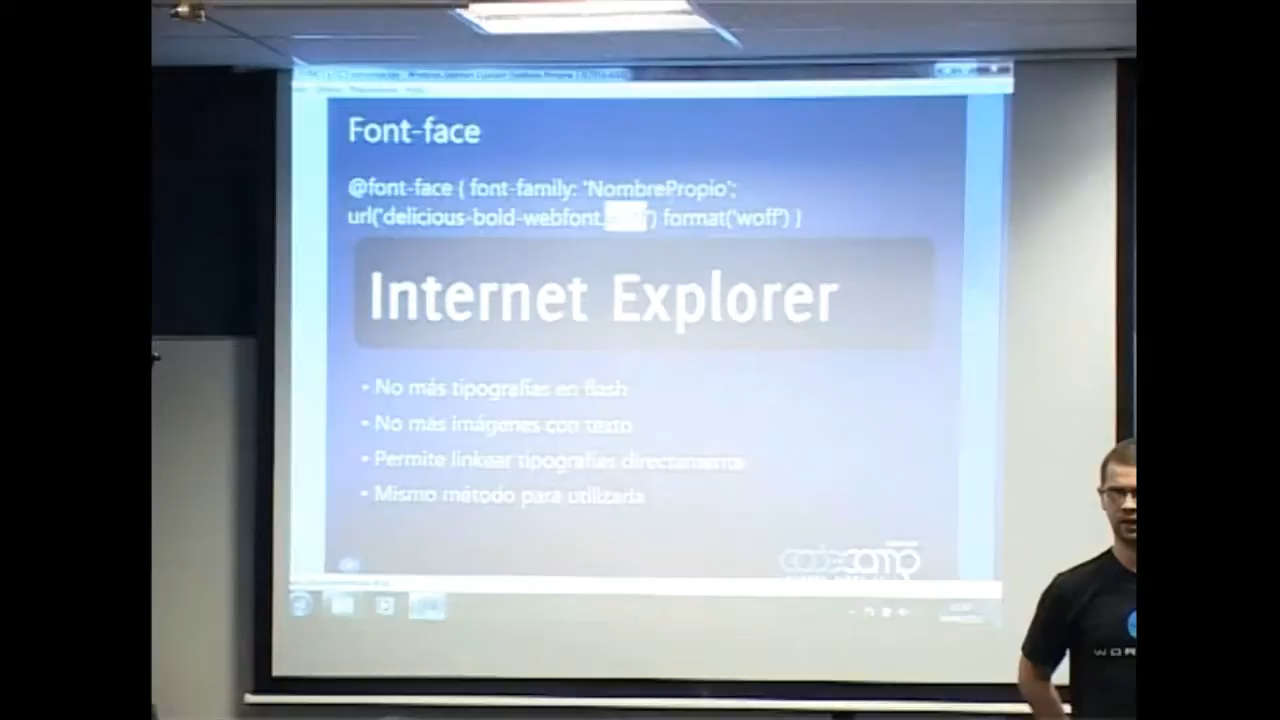 Font-face
@font-face { font-family: 'NombrePropio';
url('delicious-bold-webfont. ') format('woff') }
Internet Explorer
• No más tipografías en flash
• No más imágenes con texto
• Permite linkear tipografías directamente
• Mismo método para utilizarla
codecamp
WOR